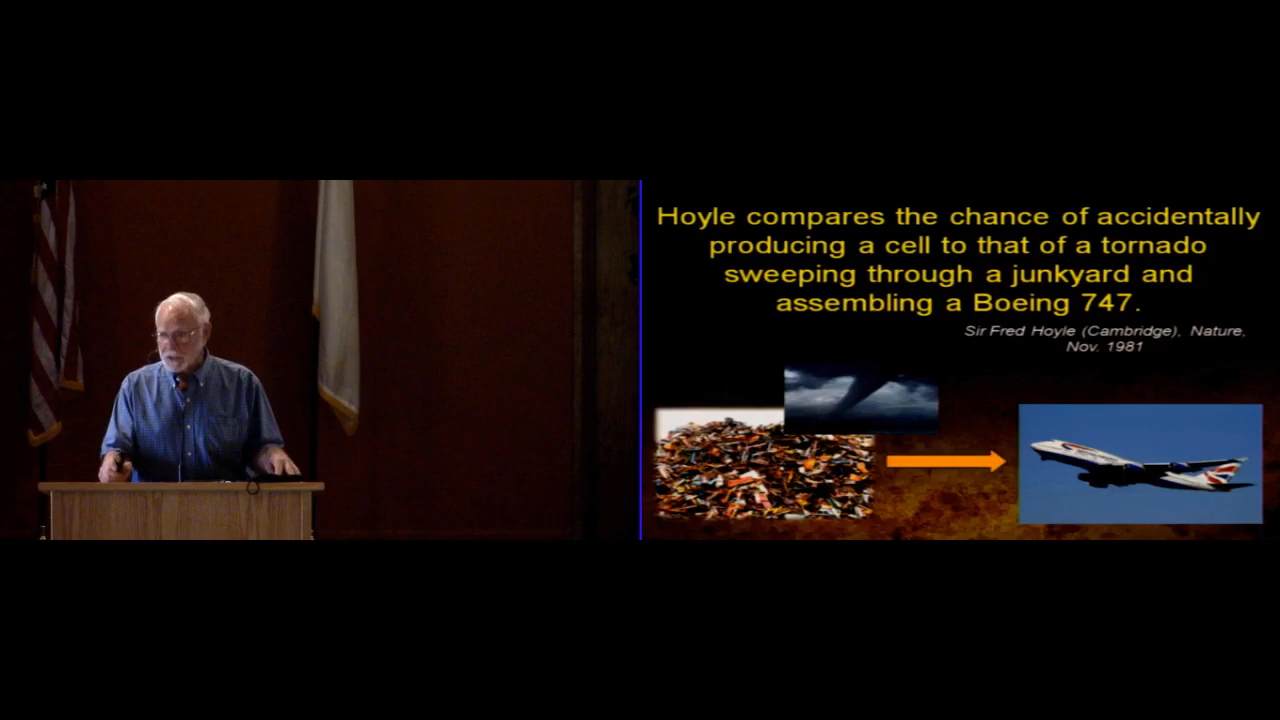 Hoyle compares the chance of accidentally
producing a cell to that of a tornado
sweeping through a junkyard and
assembling a Boeing 747.
Sir Fred Hoyle (Cambridge), Nature,
Nov. 1981